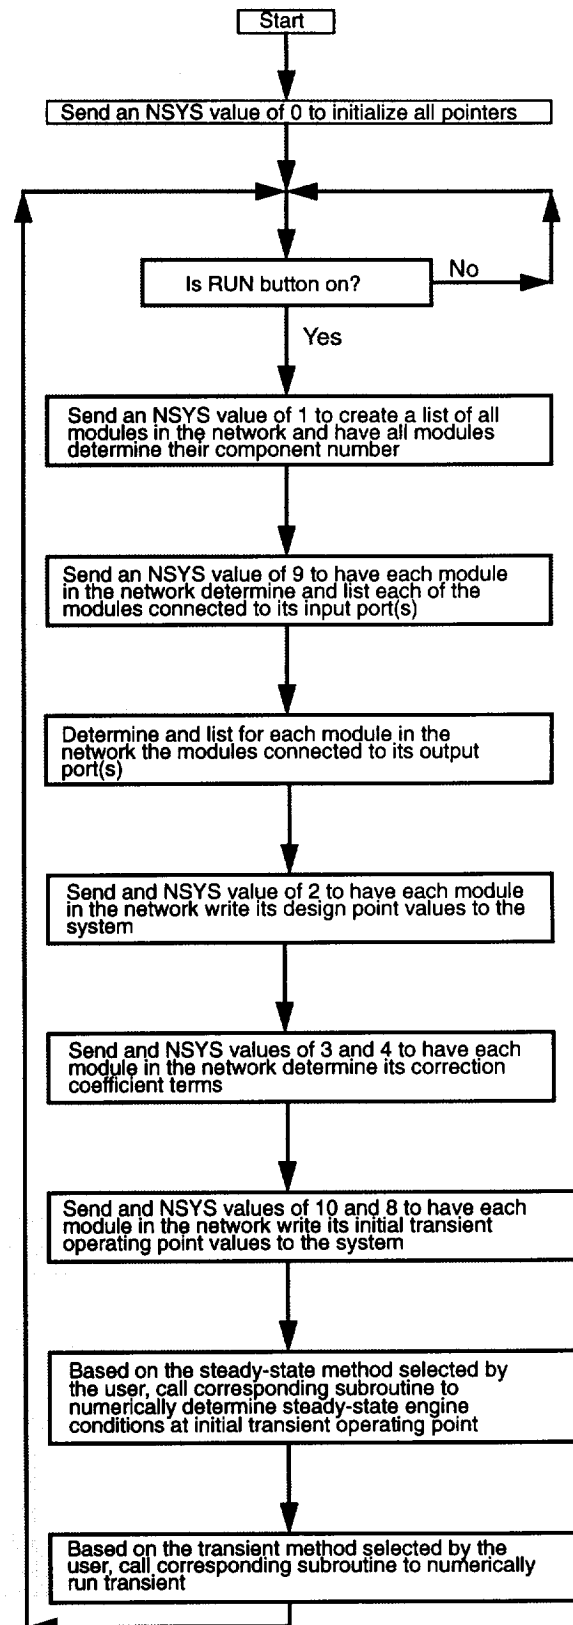 Start
Send an NSYS value of 0 to initialize all pointers
Is RUN button on?
No
Yes
Send an NSYS value of 1 to create a list of all
modules in the network and have all modules
determine their component number
Send an NSYS value of 9 to have each module
in the network determine and list each of the
modules connected to its input port(s)
Determine and list for each module in the
network the modules connected to its output
port(s)
Send and NSYS value of 2 to have each module
in the network write its design point values to the
system
Send and NSYS values of 3 and 4 to have each
module in the network determine its correction
coefficient terms
Send and NSYS values of 10 and 8 to have each
module in the network write its initial transient
operating point values to the system
Based on the steady-state method selected by
the user, call corresponding subroutine to
numerically determine steady-state engine
conditions at initial transient operating point
Based on the transient method selected by the
user, call corresponding subroutine to numerically
run transient